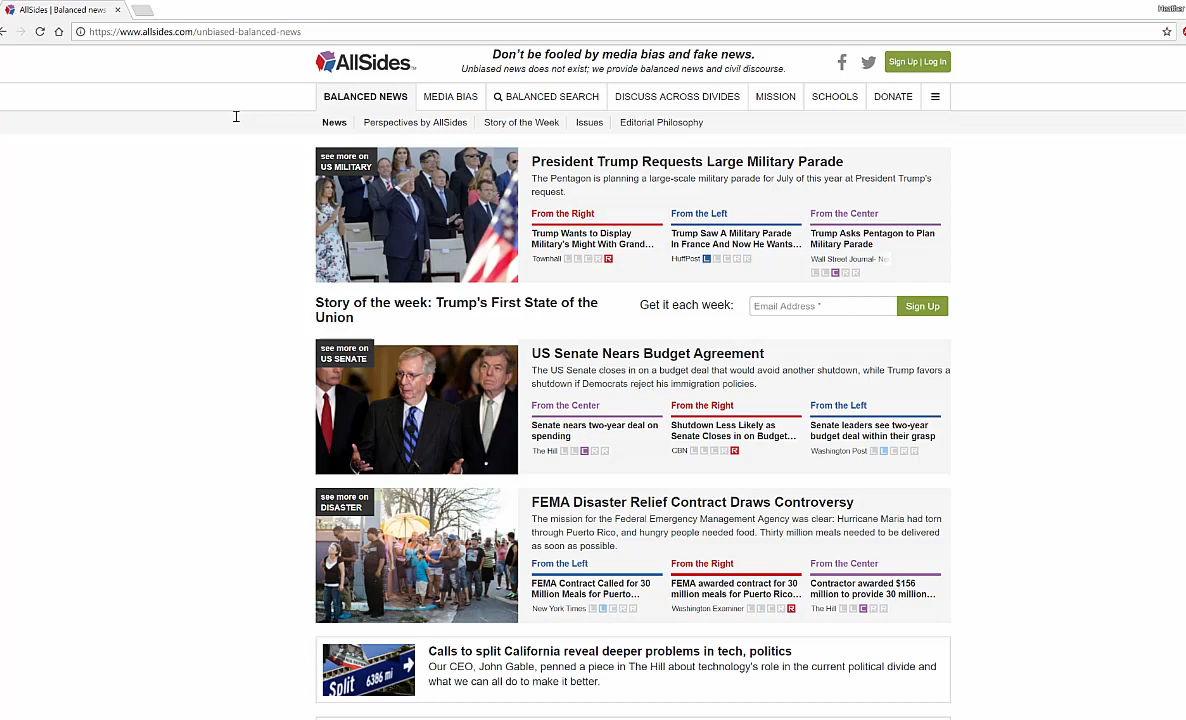 AllSides | Balanced news
Heather
https://www.allsides.com/unbiased-balanced-news
AllSides
Don't be fooled by media bias and fake news.
Unbiased news does not exist; we provide balanced news and civil discourse.
Sign Up | Log In
BALANCED NEWS
MEDIA BIAS
BALANCED SEARCH
DISCUSS ACROSS DIVIDES
MISSION
SCHOOLS
DONATE
News
Perspectives by AllSides
Story of the Week
Issues
Editorial Philosophy
see more on
US MILITARY
President Trump Requests Large Military Parade
The Pentagon is planning a large-scale military parade for July of this year at President Trump's
request.
From the Right
Trump Wants to Display
Military's Might With Grand...
Townhall L L C R R
From the Left
Trump Saw A Military Parade
In France And Now He Wants...
HuffPost L L C R R
From the Center
Trump Asks Pentagon to Plan
Military Parade
Wall Street Journal- Ne
L L C R R
Story of the week: Trump's First State of the
Union
Get it each week:
Email Address *
Sign Up
see more on
US SENATE
US Senate Nears Budget Agreement
The US Senate closes in on a budget deal that would avoid another shutdown, while Trump favors a
shutdown if Democrats reject his immigration policies.
From the Center
Senate nears two-year deal on
spending
The Hill L L C R R
From the Right
Shutdown Less Likely as
Senate Closes in on Budget...
CBN L L C R R
From the Left
Senate leaders see two-year
budget deal within their grasp
Washington Post L L C R R
see more on
DISASTER
FEMA Disaster Relief Contract Draws Controversy
The mission for the Federal Emergency Management Agency was clear: Hurricane Maria had torn
through Puerto Rico, and hungry people needed food. Thirty million meals needed to be delivered
as soon as possible.
From the Left
FEMA Contract Called for 30
Million Meals for Puerto...
New York Times L L C R R
From the Right
FEMA awarded contract for 30
million meals for Puerto Rico...
Washington Examiner L L C R R
From the Center
Contractor awarded $156
million to provide 30 million...
The Hill L L C R R
Split 6386 mi
Calls to split California reveal deeper problems in tech, politics
Our CEO, John Gable, penned a piece in The Hill about technology's role in the current political divide and
what we can all do to make it better.